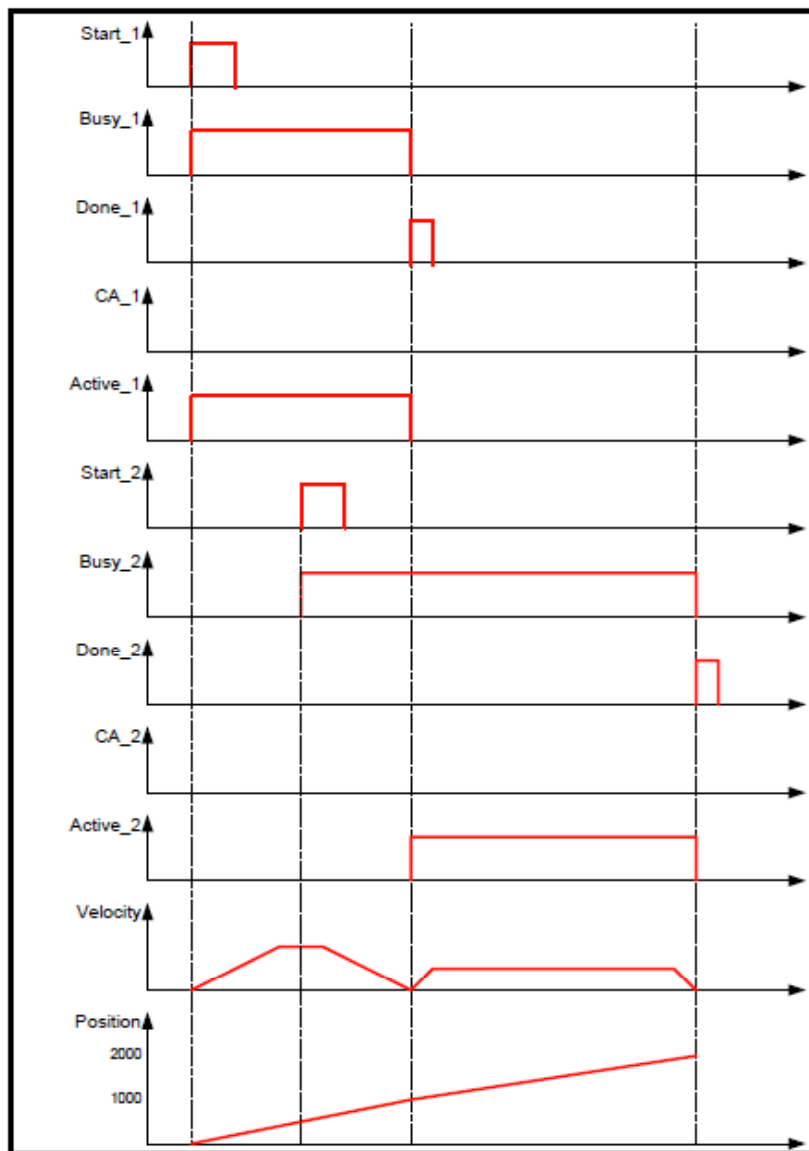 Start_1
Busy_1
Done_1
CA_1
Active_1
Start_2
Busy_2
Done_2
CA_2
Active_2
Velocity
Position
2000
1000